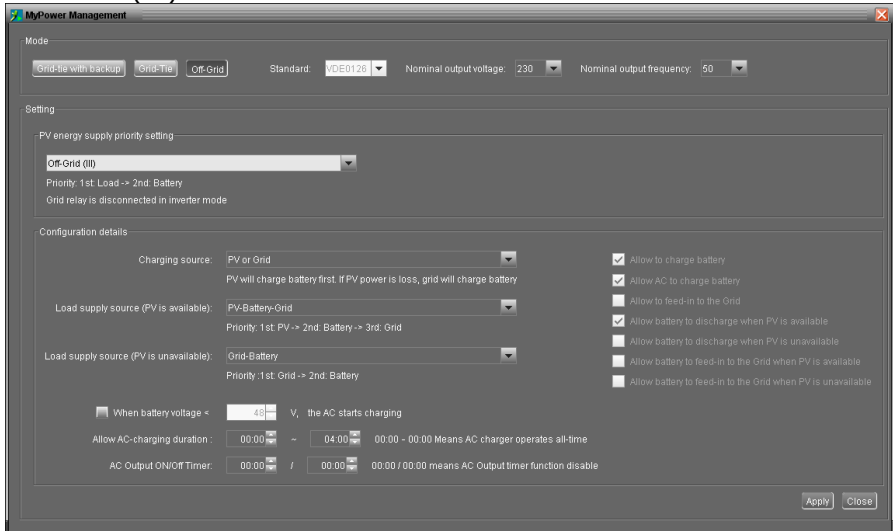 MyPower Management
Mode
Grid-tie with backup Grid-Tie Off-Grid Standard: VDE0126 Nominal output voltage: 230 Nominal output frequency: 50
Setting
PV energy supply priority setting
Off-Grid (III)
Priority: 1st: Load -> 2nd: Battery
Grid relay is disconnected in inverter mode
Configuration details
Charging source: PV or Grid
PV will charge battery first. If PV power is loss, grid will charge battery
Load supply source (PV is available): PV-Battery-Grid
Priority: 1st: PV -> 2nd: Battery -> 3rd: Grid
Load supply source (PV is unavailable): Grid-Battery
Priority :1st: Grid -> 2nd: Battery
When battery voltage < 48 V, the AC starts charging
Allow AC-charging duration : 00:00 ~ 04:00 00:00 - 00:00 Means AC charger operates all-time
AC Output ON/Off Timer: 00:00 / 00:00 00:00 / 00:00 means AC Output timer function disable
Allow to charge battery
Allow AC to charge battery
Allow to feed-in to the Grid
Allow battery to discharge when PV is available
Allow battery to discharge when PV is unavailable
Allow battery to feed-in to the Grid when PV is available
Allow battery to feed-in to the Grid when PV is unavailable
Apply Close